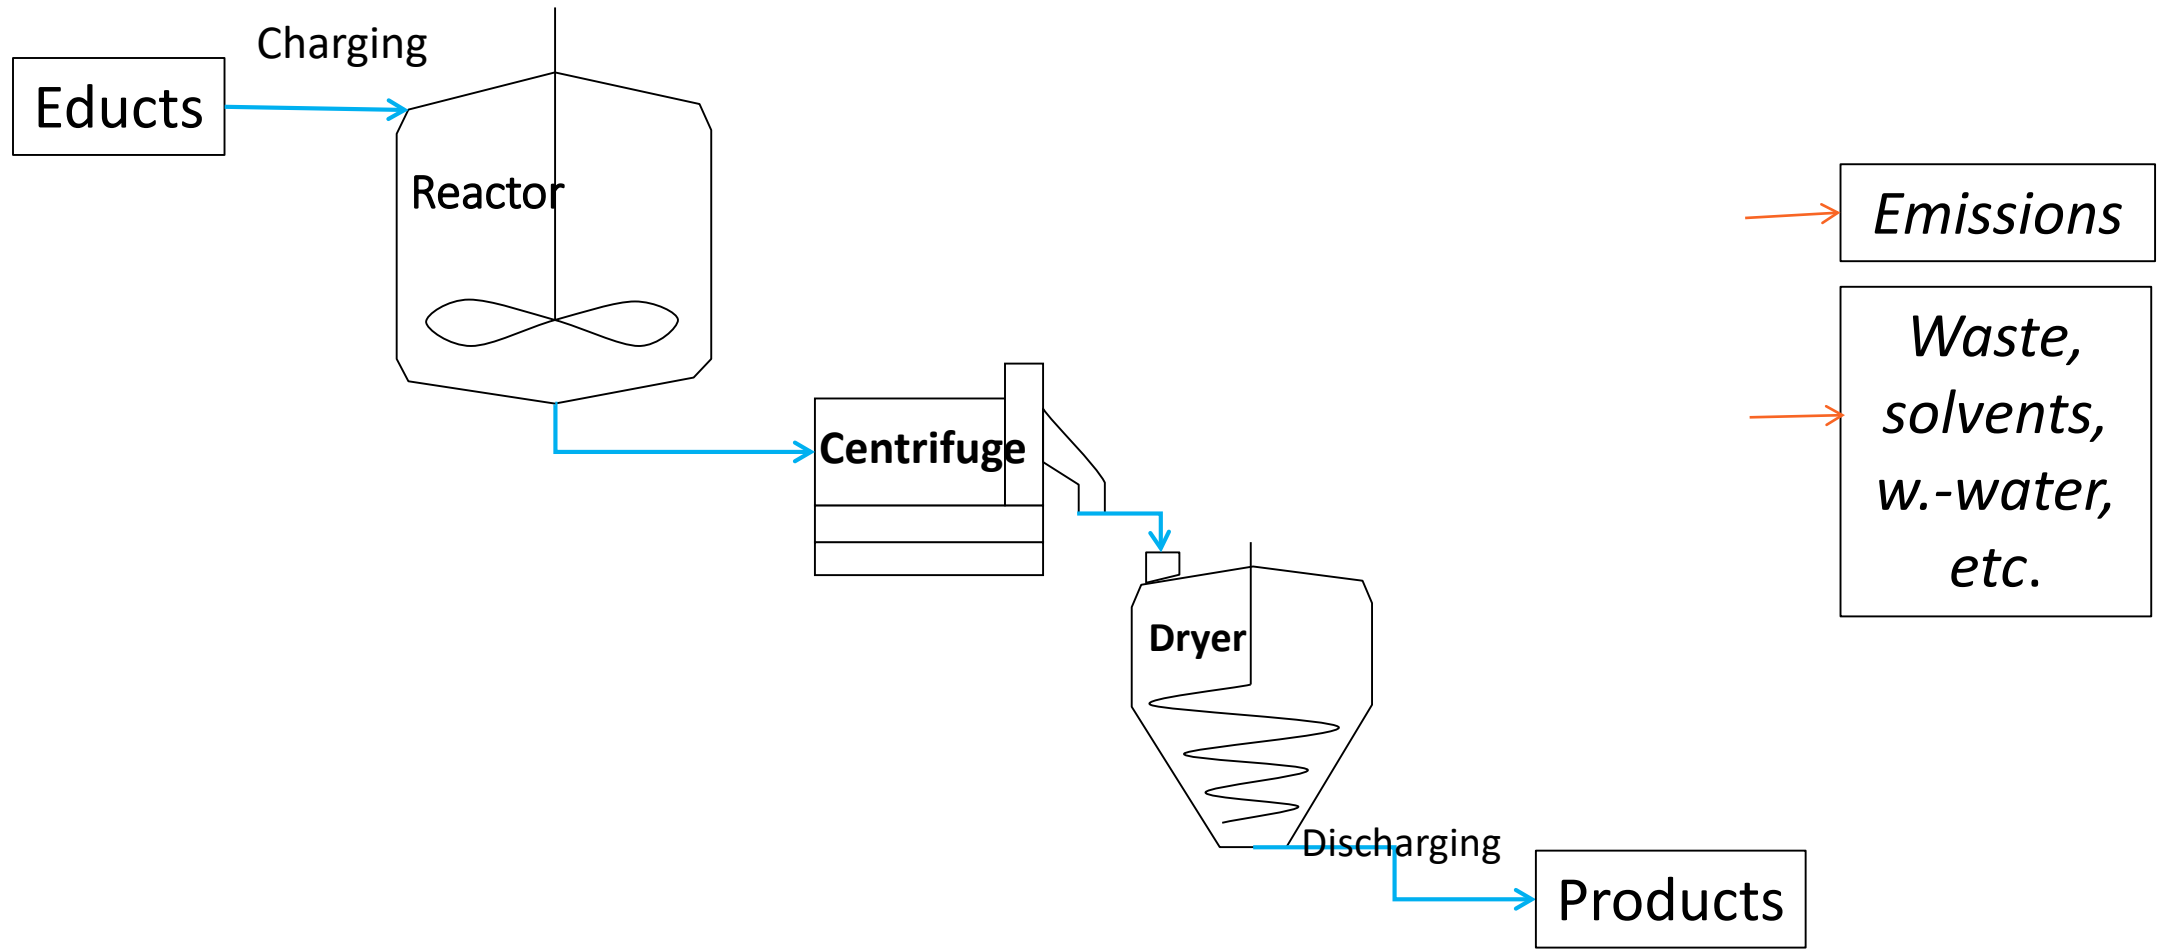 Charging
Educts
Reactor
Emissions
Waste,
solvents,
w.-water,
etc.
Centrifuge
Dryer
Discharging
Products